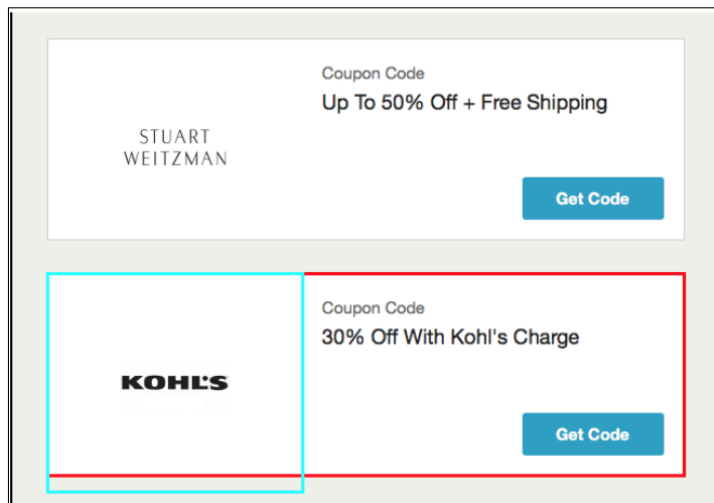 Coupon Code
Up To 50% Off + Free Shipping
STUART
WEITZMAN
Get Code
Coupon Code
30% Off With Kohl's Charge
KOHL'S
Get Code